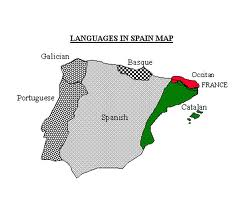 LANGUAGES IN SPAIN MAP
Galician
Basque
Occitan
FRANCE
Portuguese
Catalan
Spanish